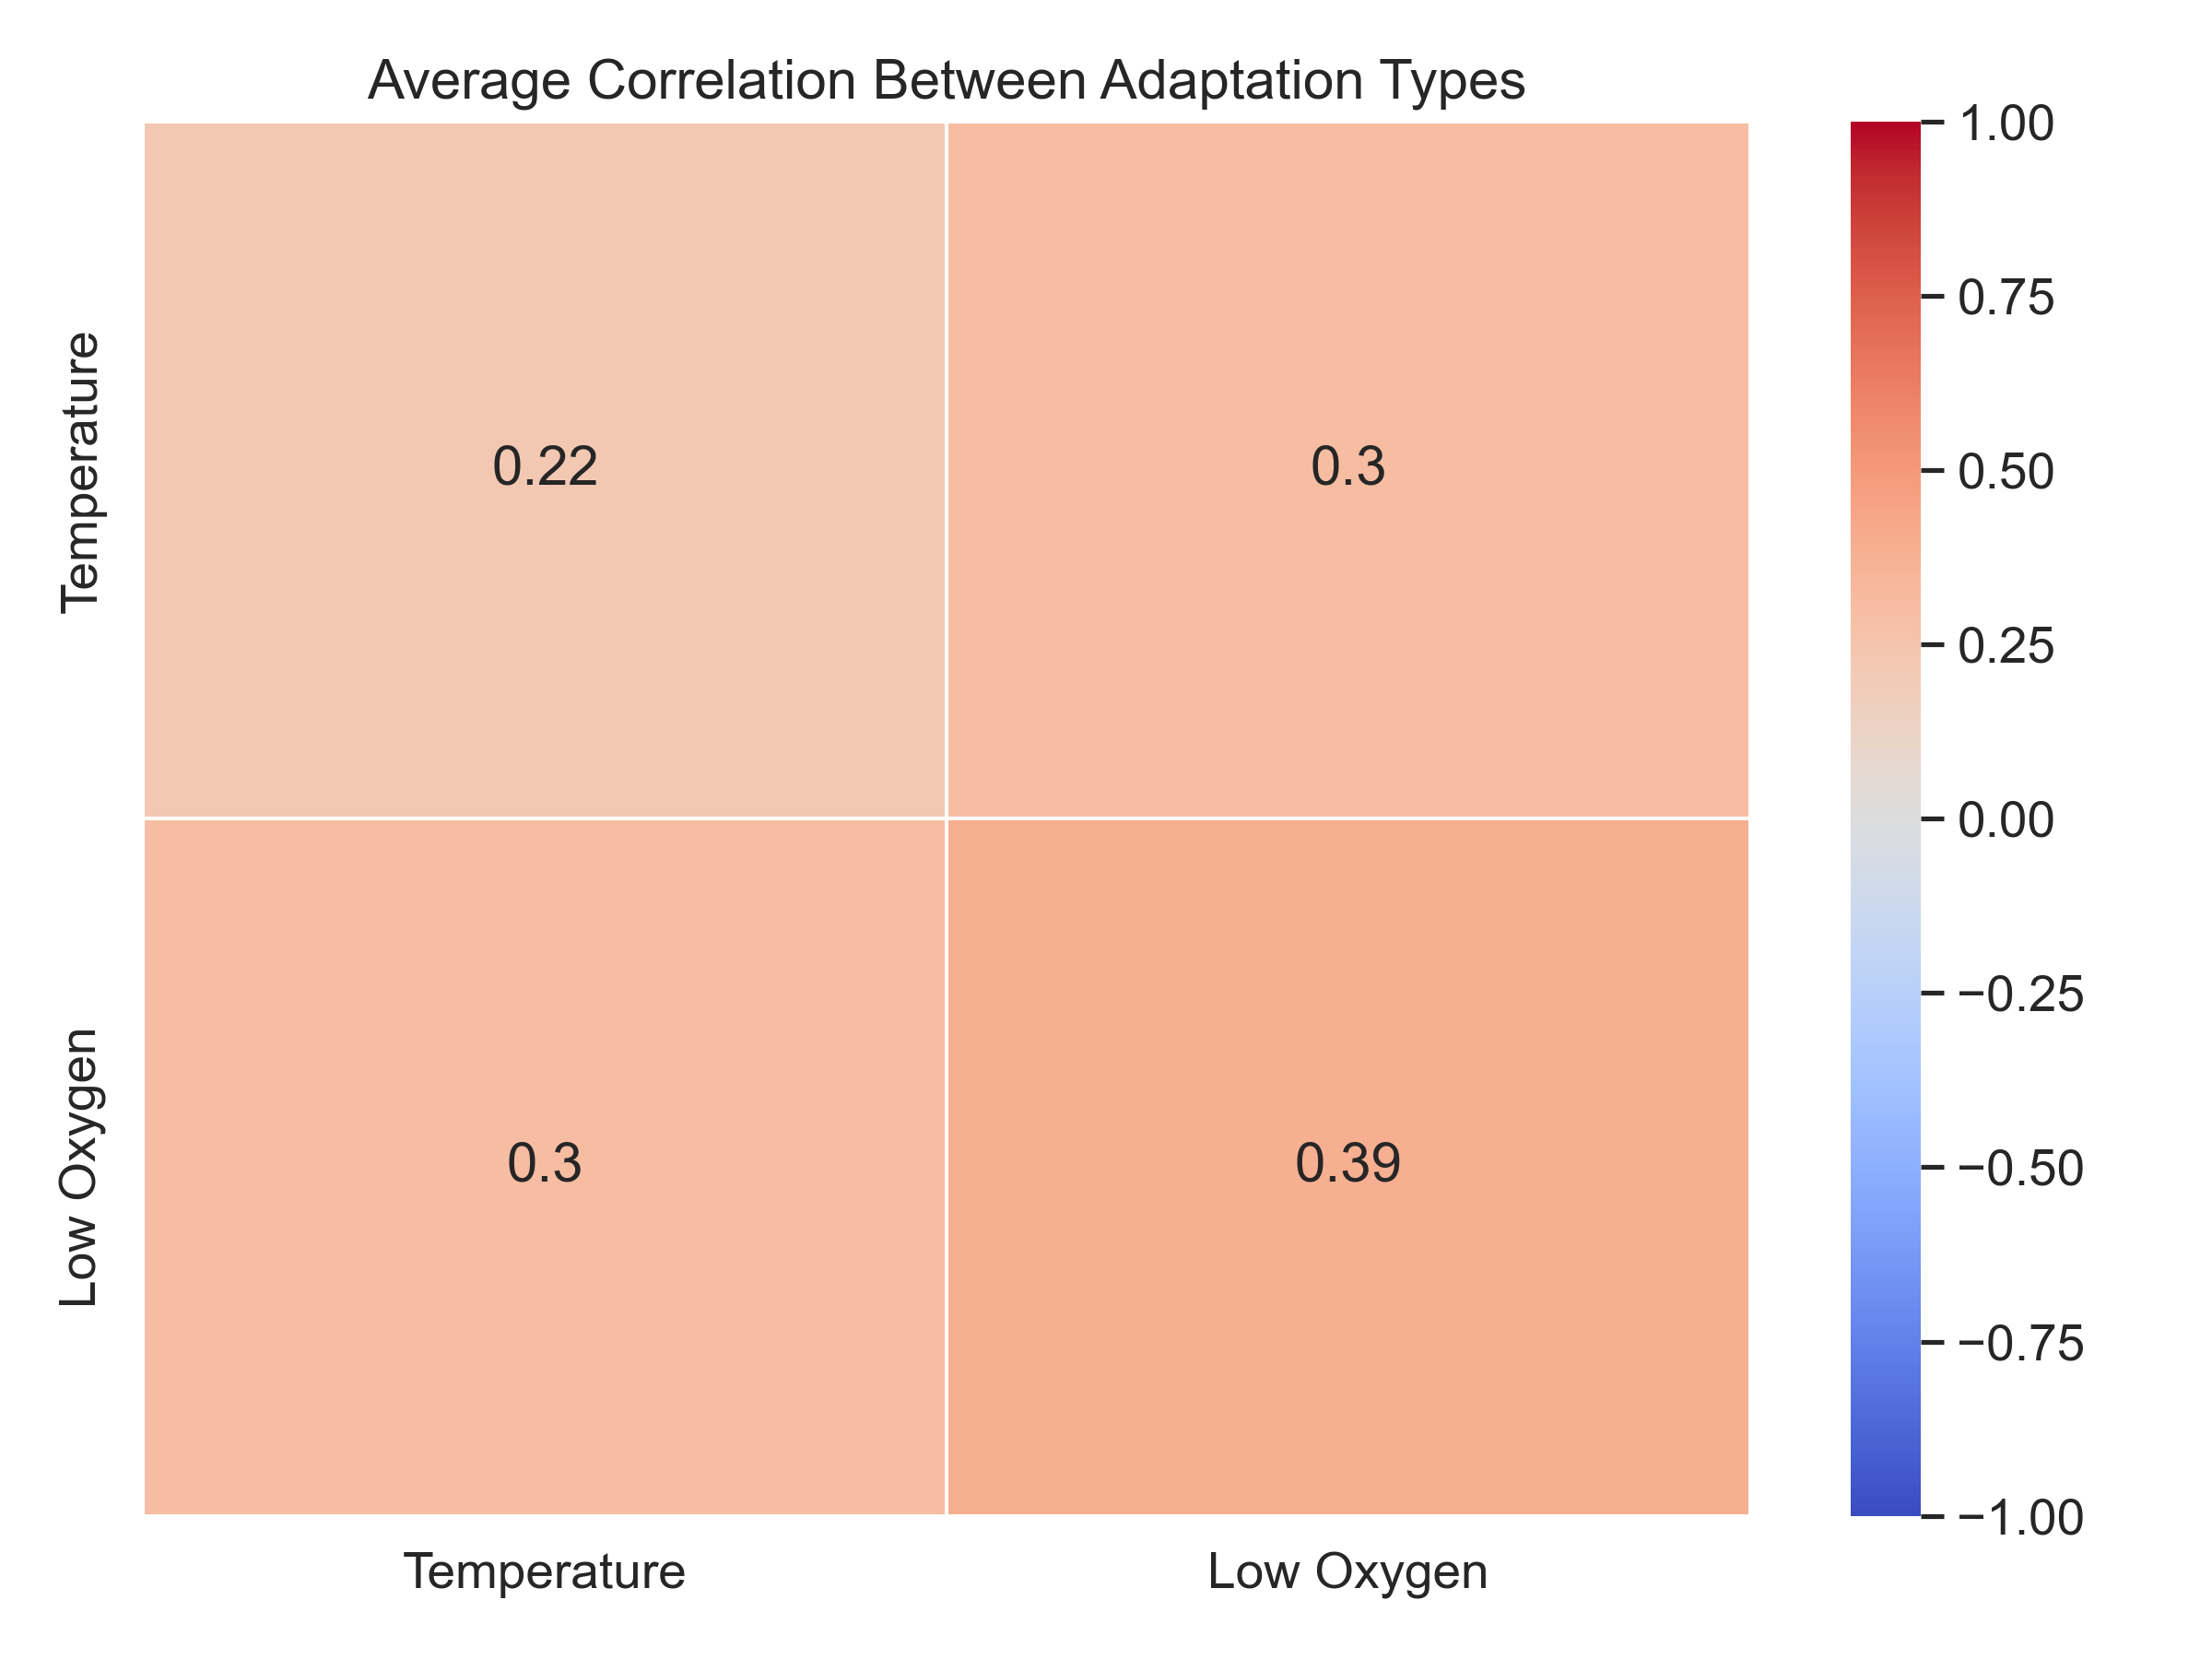 Average Correlation Between Adaptation Types
Temperature
0.22
0.3
Low Oxygen
0.3
0.39
Temperature
Low Oxygen
1.00
0.75
0.50
0.25
0.00
−0.25
−0.50
−0.75
−1.00